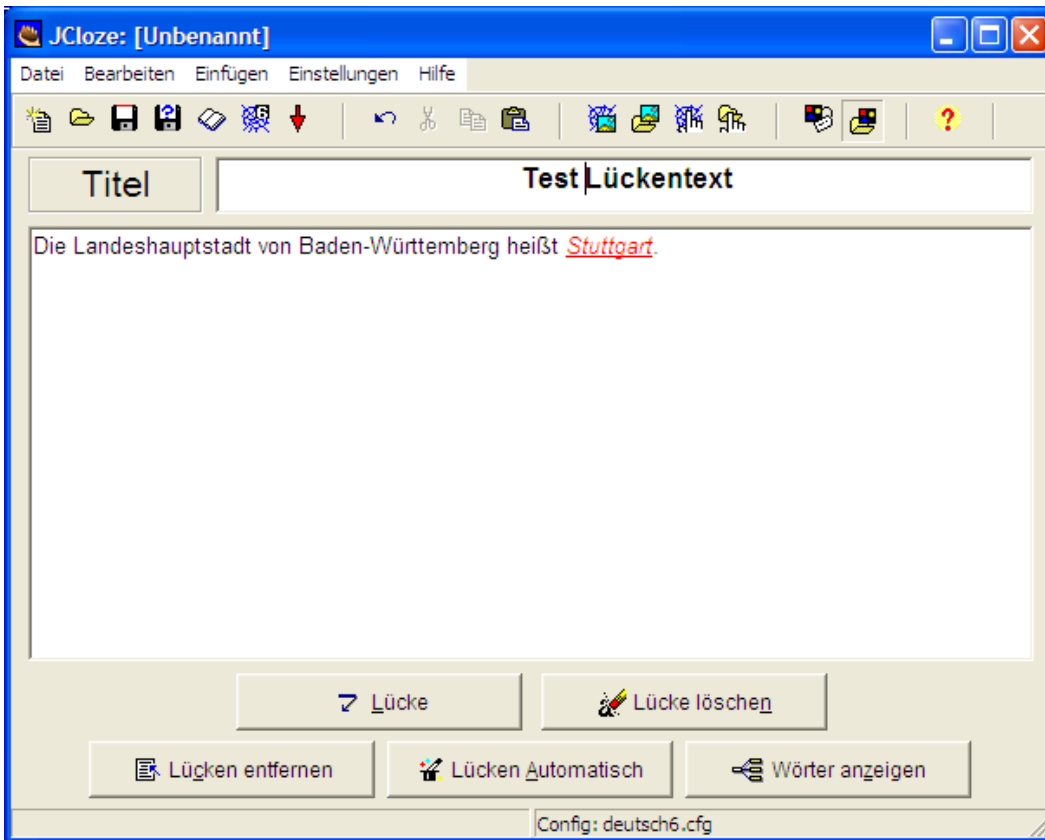 JCloze: [Unbenannt]
Datei Bearbeiten Einfügen Einstellungen Hilfe
Titel Test Lückentext
Die Landeshauptstadt von Baden-Württemberg heißt Stuttgart.
Lücke Lücke löschen
Lücken entfernen Lücken Automatisch Wörter anzeigen
Config: deutsch6.cfg